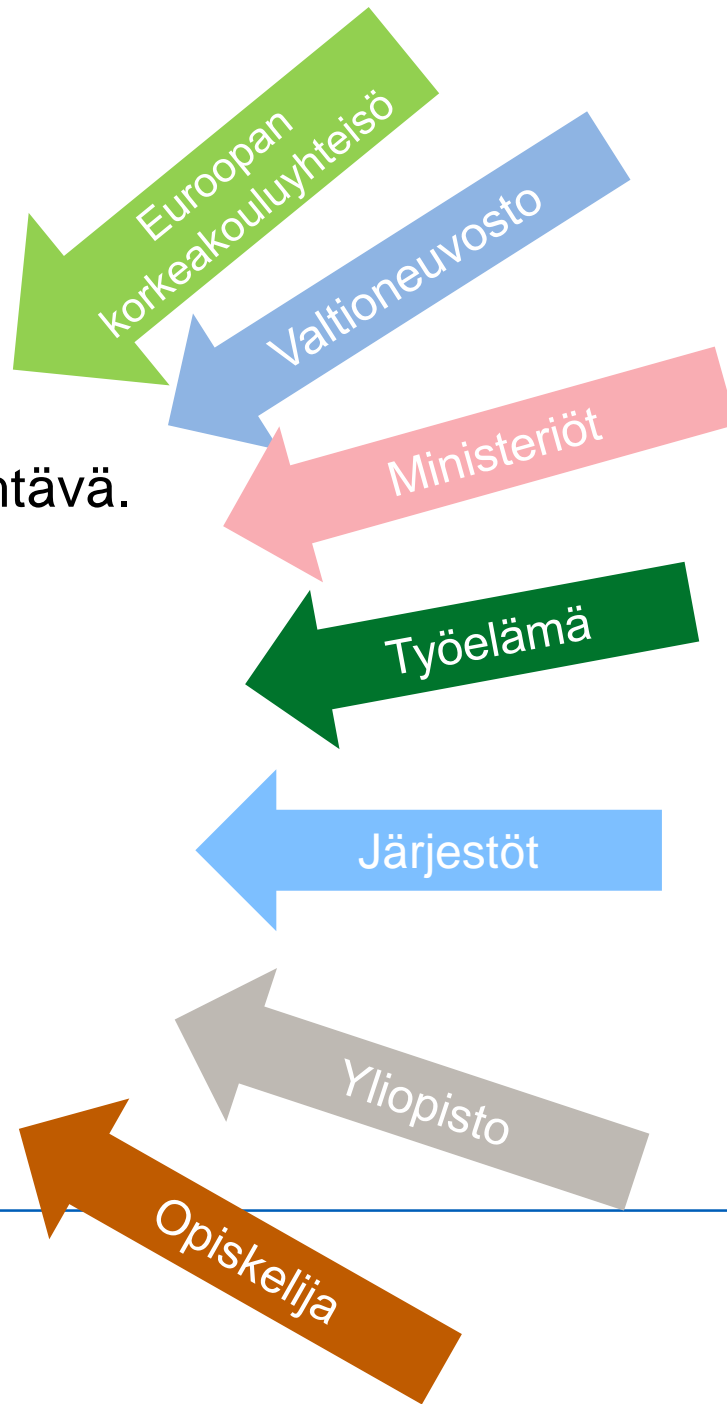 Euroopan
korkeakouluyhteisö
Valtioneuvosto
Ministeriöt
ntävä.
Työelämä
Järjestöt
Yliopisto
Opiskelija